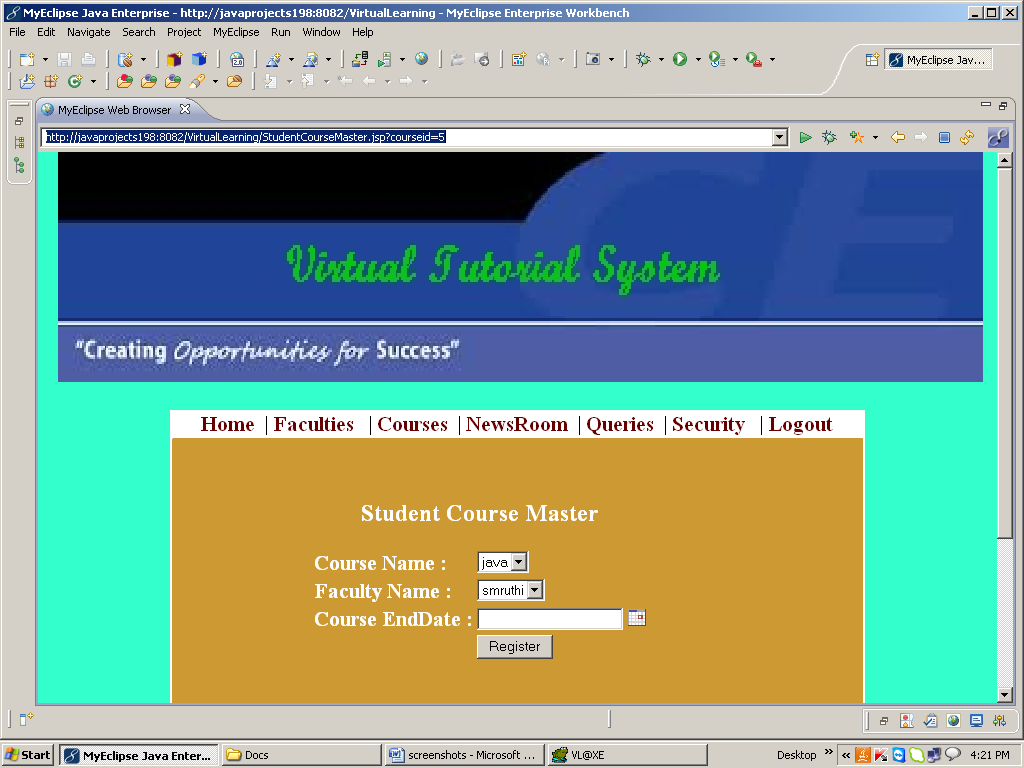 MyEclipse Java Enterprise - http://javaprojects198:8082/VirtualLearning - MyEclipse Enterprise Workbench
File Edit Navigate Search Project MyEclipse Run Window Help
2.0
MyEclipse Jav...
MyEclipse Web Browser
http://javaprojects198:8082/VirtualLearning/StudentCourseMaster.jsp?courseid=5
CE
Virtual Tutorial System
"Creating Opportunities for Success"
Home | Faculties | Courses | NewsRoom | Queries | Security | Logout
Student Course Master
Course Name : java
Faculty Name : smruthi
Course EndDate :
Register
Start MyEclipse Java Enter... Docs screenshots - Microsoft ... VL@XE Desktop » « 4:21 PM